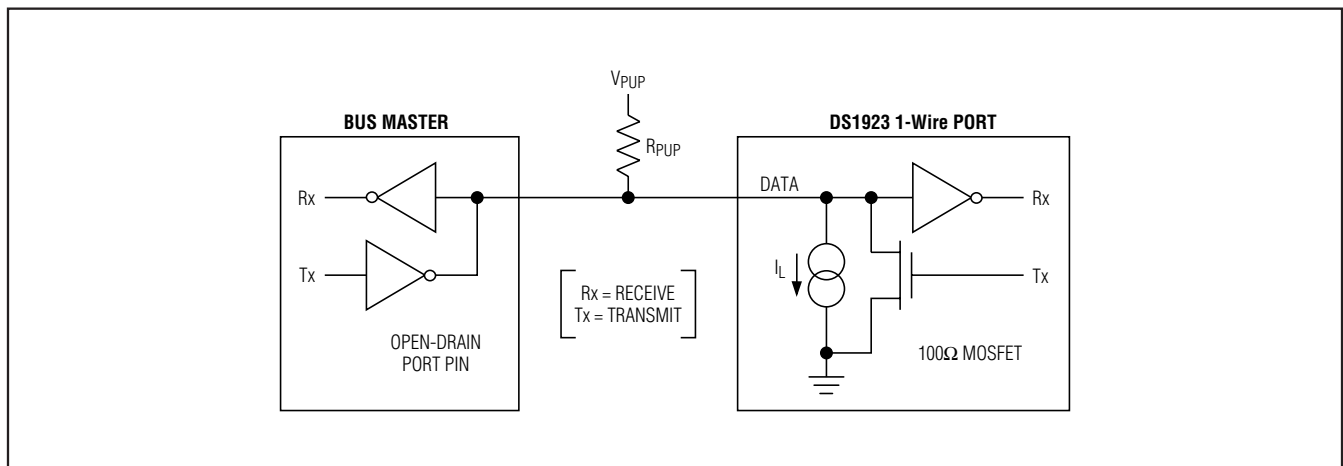 VPUP
BUS MASTER
DS1923 1-Wire PORT
RPUP
Rx
DATA
Rx
Tx
IL
Tx
Rx = RECEIVE
Tx = TRANSMIT
OPEN-DRAIN
PORT PIN
100Ω MOSFET